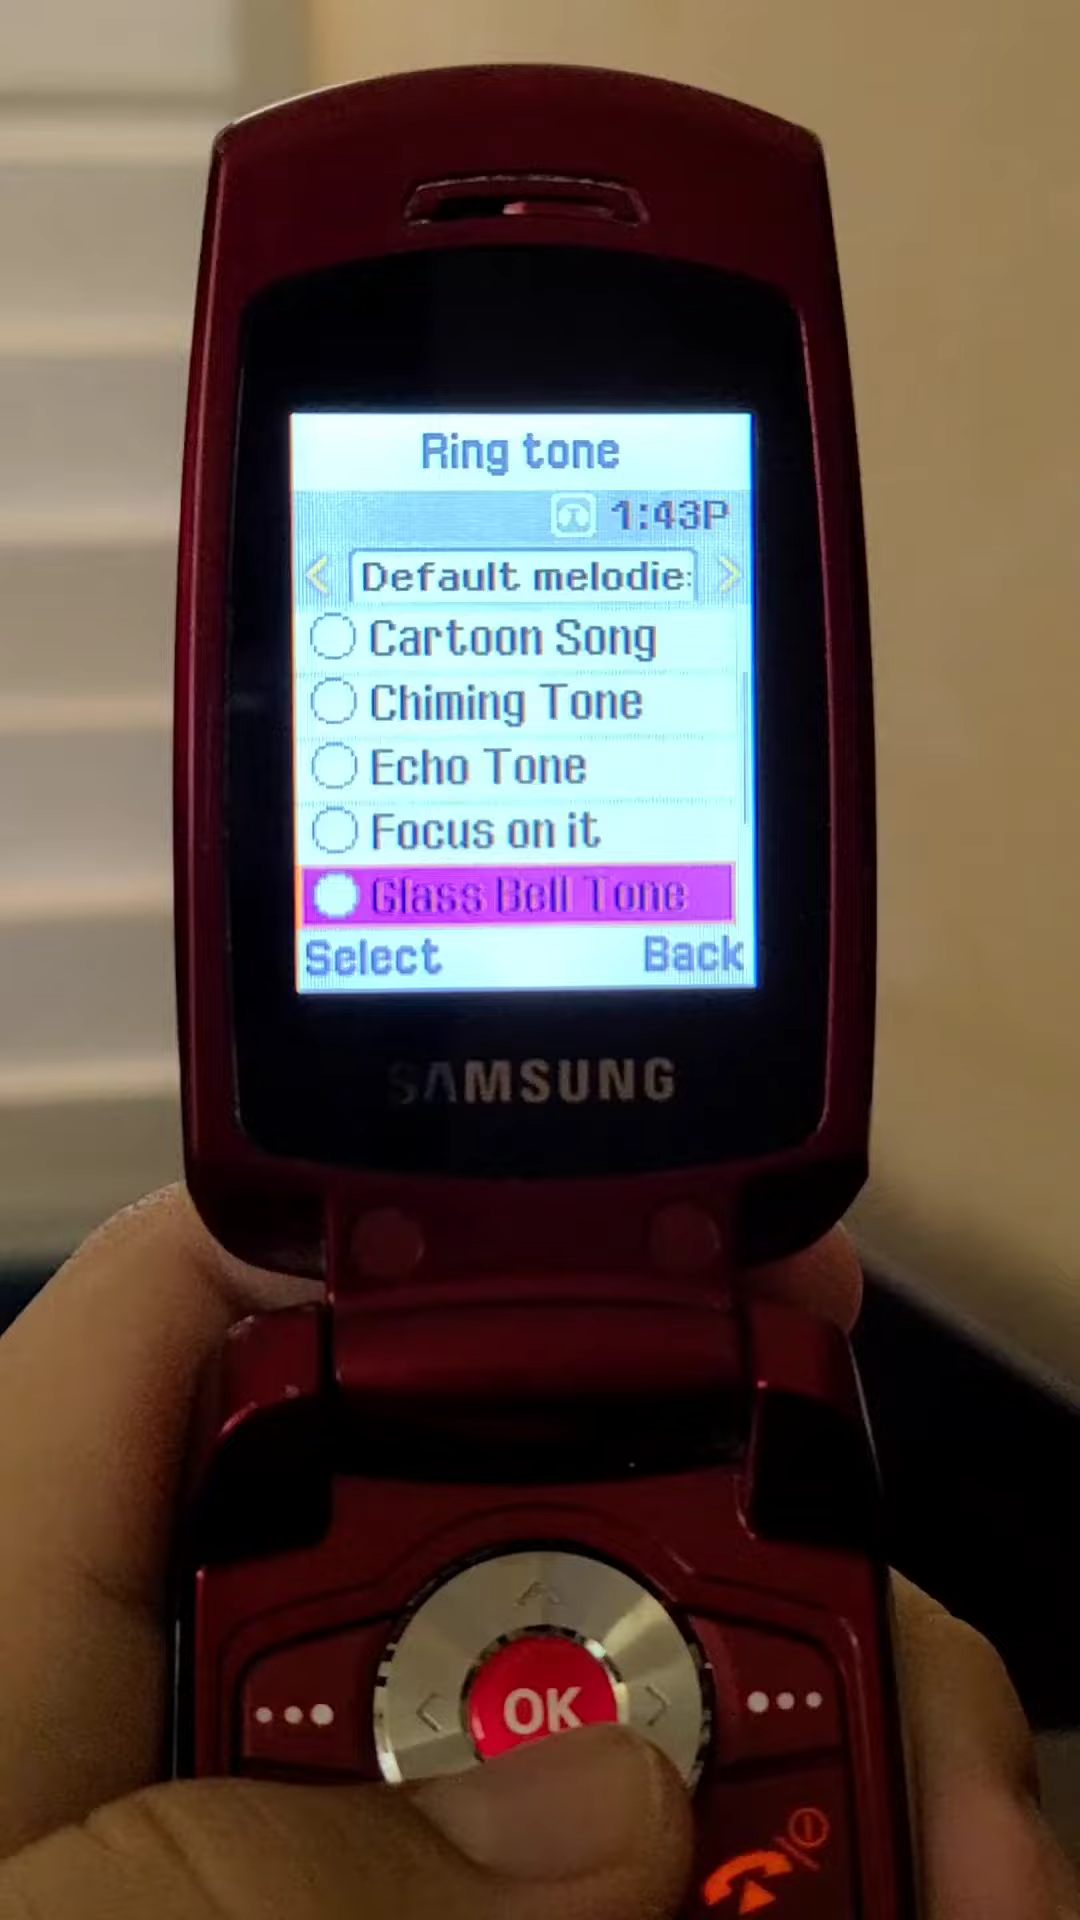 Ring tone
1:43P
Default melodie:
Cartoon Song
Chiming Tone
Echo Tone
Focus on it
Glass Bell Tone
Select Back
SAMSUNG
OK